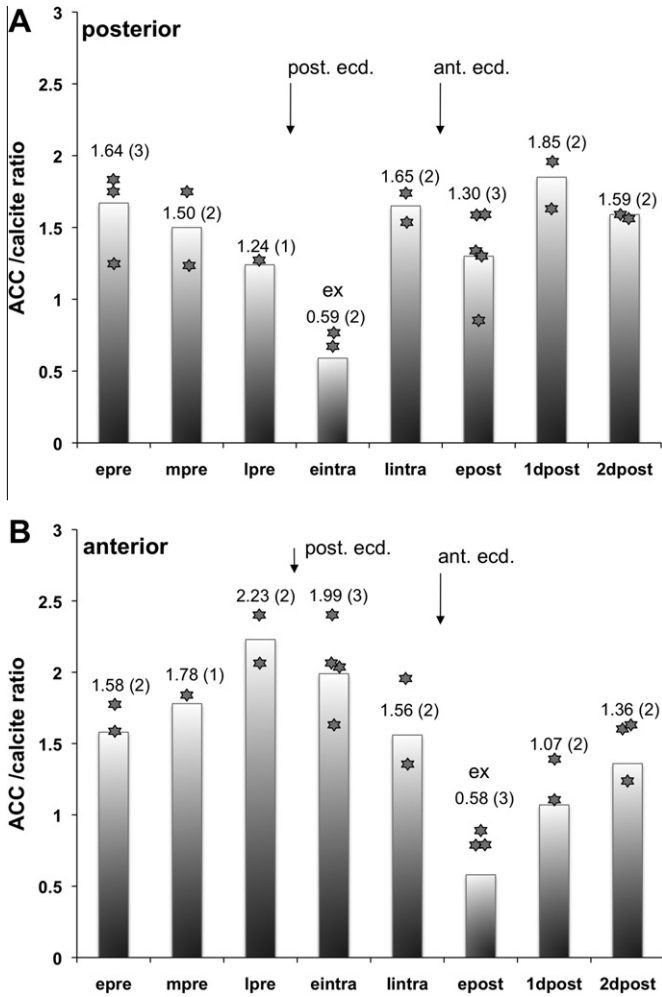 A
posterior
3
2.5
2
1.5
1
0.5
0
ACC /calcite ratio
post. ecd.
ant. ecd.
1.64 (3)
1.50 (2)
1.24 (1)
ex
0.59 (2)
1.65 (2)
1.30 (3)
1.85 (2)
1.59 (2)
epre mpre lpre eintra lintra epost 1dpost 2dpost
B
anterior
3
2.5
2
1.5
1
0.5
0
ACC /calcite ratio
post. ecd.
ant. ecd.
1.58 (2)
1.78 (1)
2.23 (2)
1.99 (3)
1.56 (2)
ex
0.58 (3)
1.07 (2)
1.36 (2)
epre mpre lpre eintra lintra epost 1dpost 2dpost